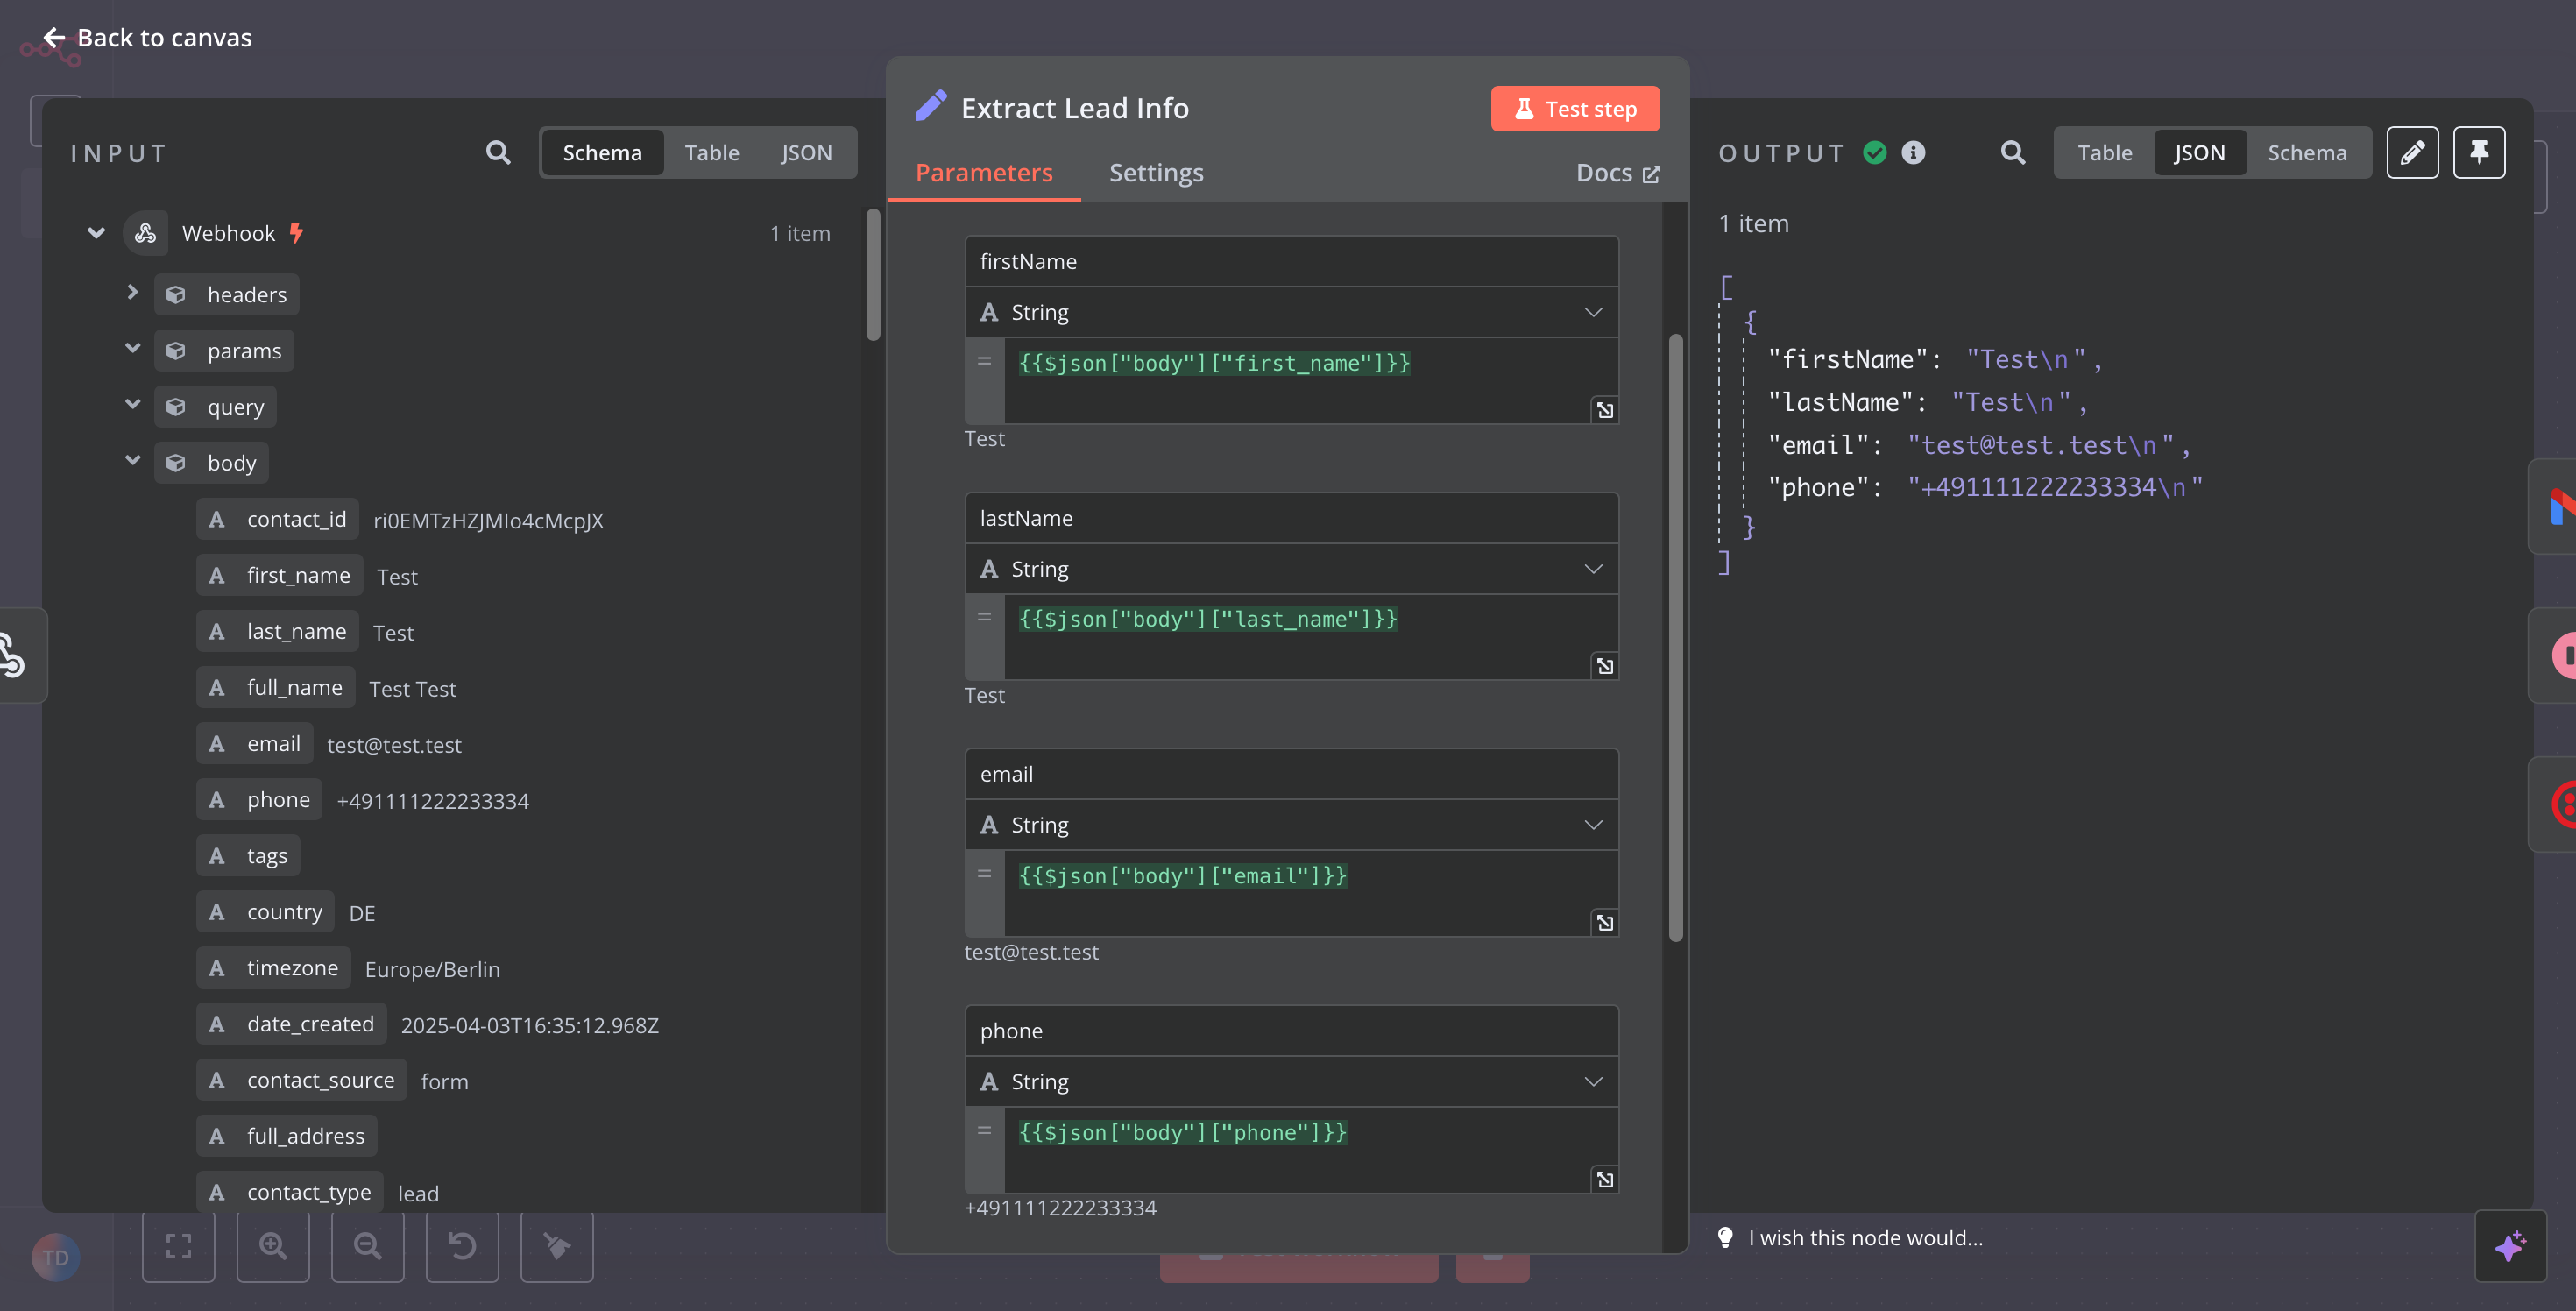 Back to canvas
INPUT
Schema
Table
JSON
Webhook
1 item
headers
params
query
body
contact_id
ri0EMTzHZJMIo4cMcpJX
first_name
Test
last_name
Test
full_name
Test Test
email
test@test.test
phone
+491111222233334
tags
country
DE
timezone
Europe/Berlin
date_created
2025-04-03T16:35:12.968Z
contact_source
form
full_address
contact_type
lead
TD
Extract Lead Info
Test step
Parameters
Settings
Docs
firstName
String
= {{$json["body"]["first_name"]}}
Test
lastName
String
= {{$json["body"]["last_name"]}}
Test
email
String
= {{$json["body"]["email"]}}
test@test.test
phone
String
= {{$json["body"]["phone"]}}
+491111222233334
OUTPUT
Table
JSON
Schema
1 item
[
{
"firstName": "Test\n",
"lastName": "Test\n",
"email": "test@test.test\n",
"phone": "+491111222233334\n"
}
]
I wish this node would...